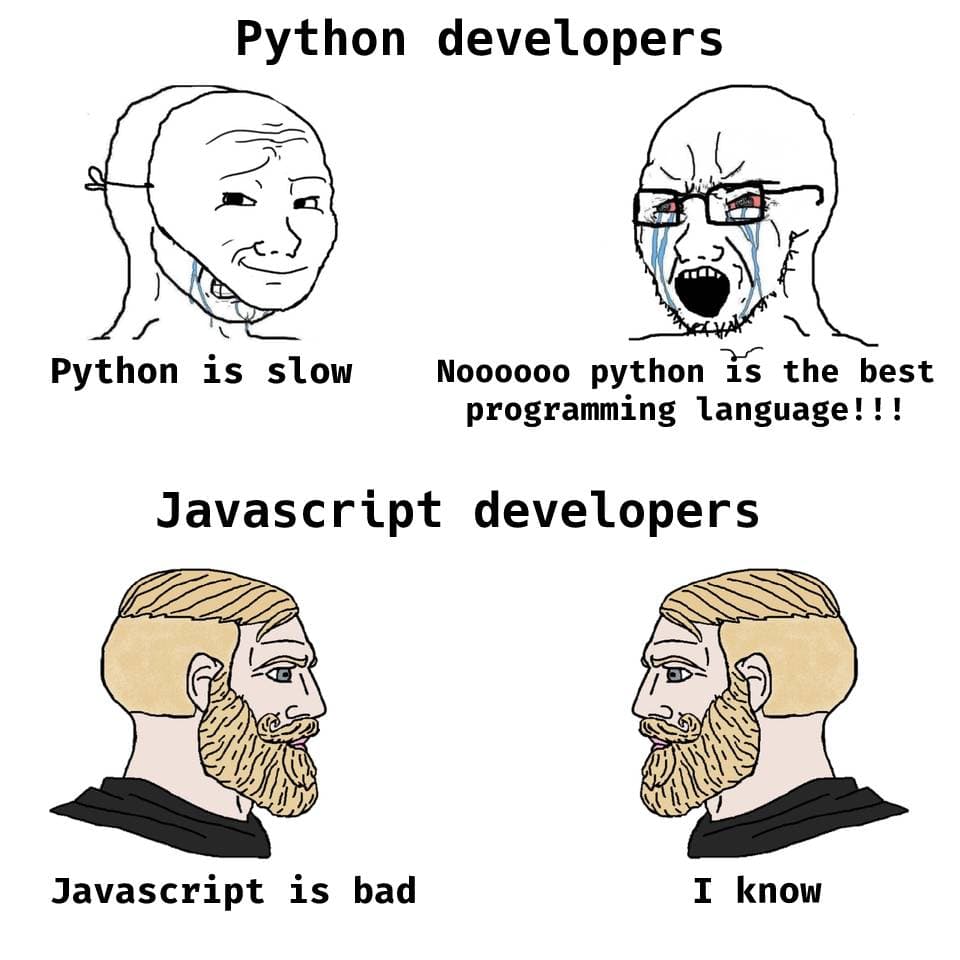 Python developers
Python is slow
Noooooo python is the best
programming language!!!
Javascript developers
Javascript is bad
I know